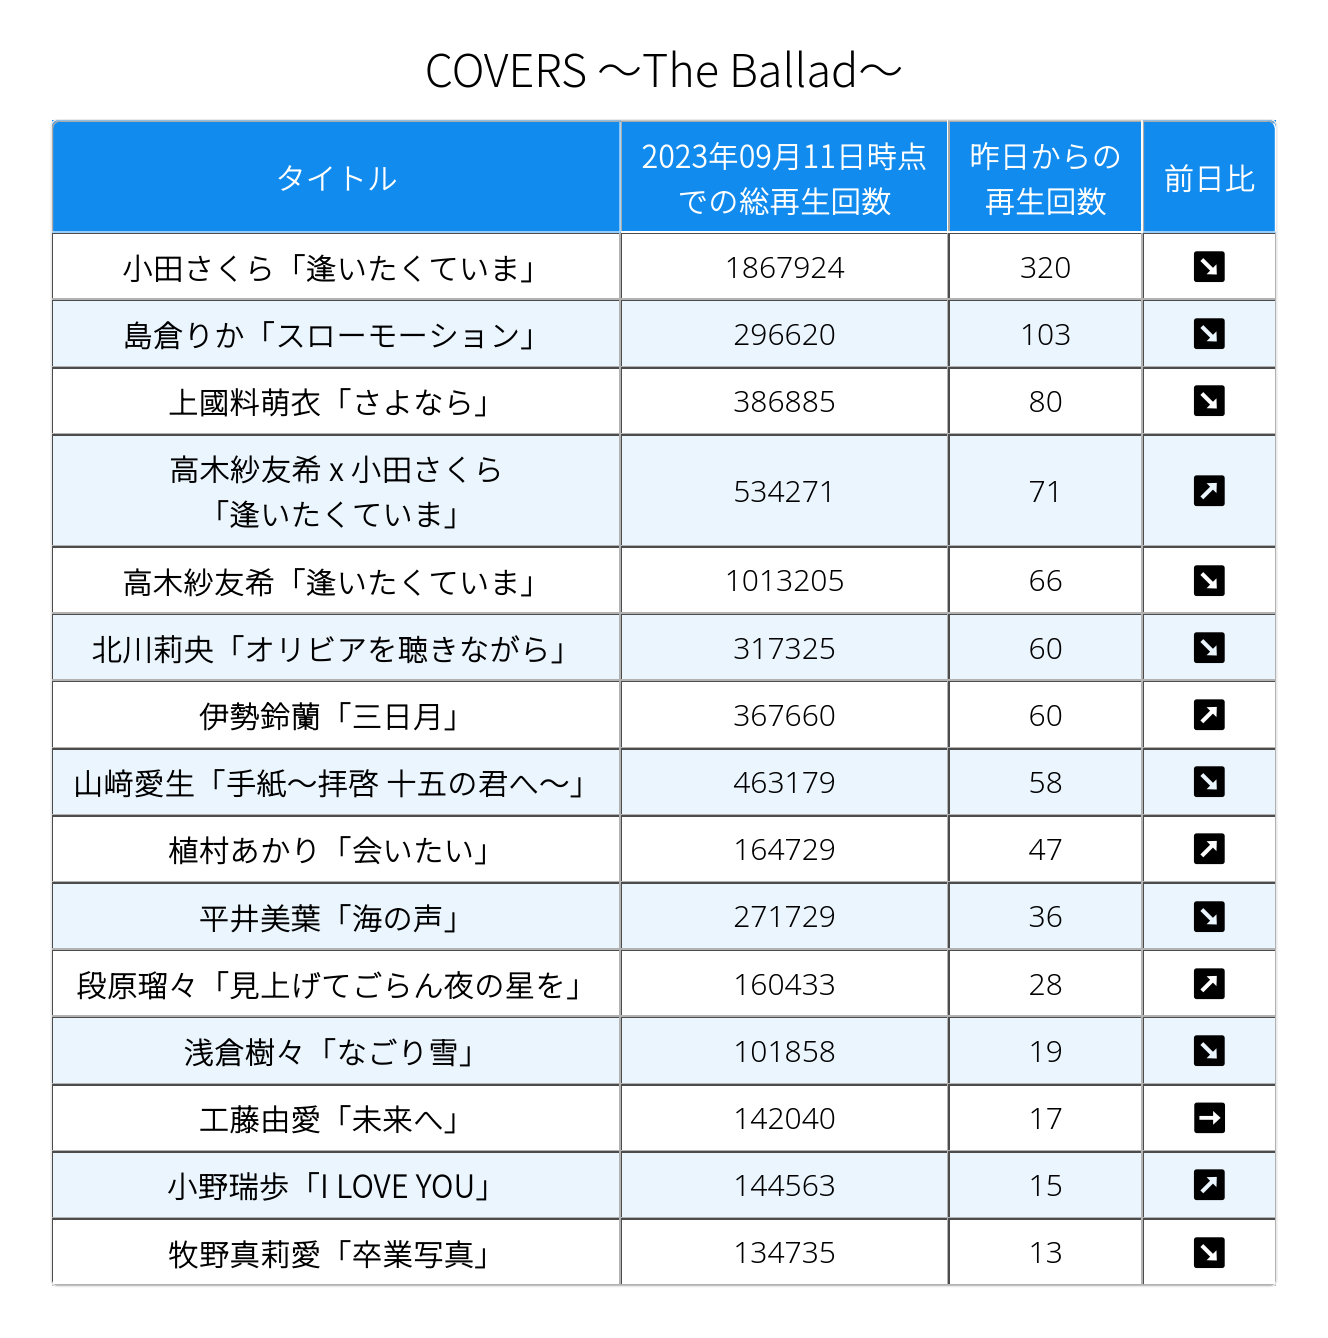 COVERS ～The Ballad～
タイトル
2023年09月11日時点
での総再生回数
昨日からの
再生回数
前日比
小田さくら「逢いたくていま」 1867924 320 ↘
島倉りか「スローモーション」 296620 103 ↘
上國料萌衣「さよなら」 386885 80 ↘
高木紗友希 x 小田さくら
「逢いたくていま」 534271 71 ↗
高木紗友希「逢いたくていま」 1013205 66 ↘
北川莉央「オリビアを聴きながら」 317325 60 ↘
伊勢鈴蘭「三日月」 367660 60 ↗
山﨑愛生「手紙～拝啓 十五の君へ～」 463179 58 ↘
植村あかり「会いたい」 164729 47 ↗
平井美葉「海の声」 271729 36 ↘
段原瑠々「見上げてごらん夜の星を」 160433 28 ↗
浅倉樹々「なごり雪」 101858 19 ↘
工藤由愛「未来へ」 142040 17 →
小野瑞歩「I LOVE YOU」 144563 15 ↗
牧野真莉愛「卒業写真」 134735 13 ↘